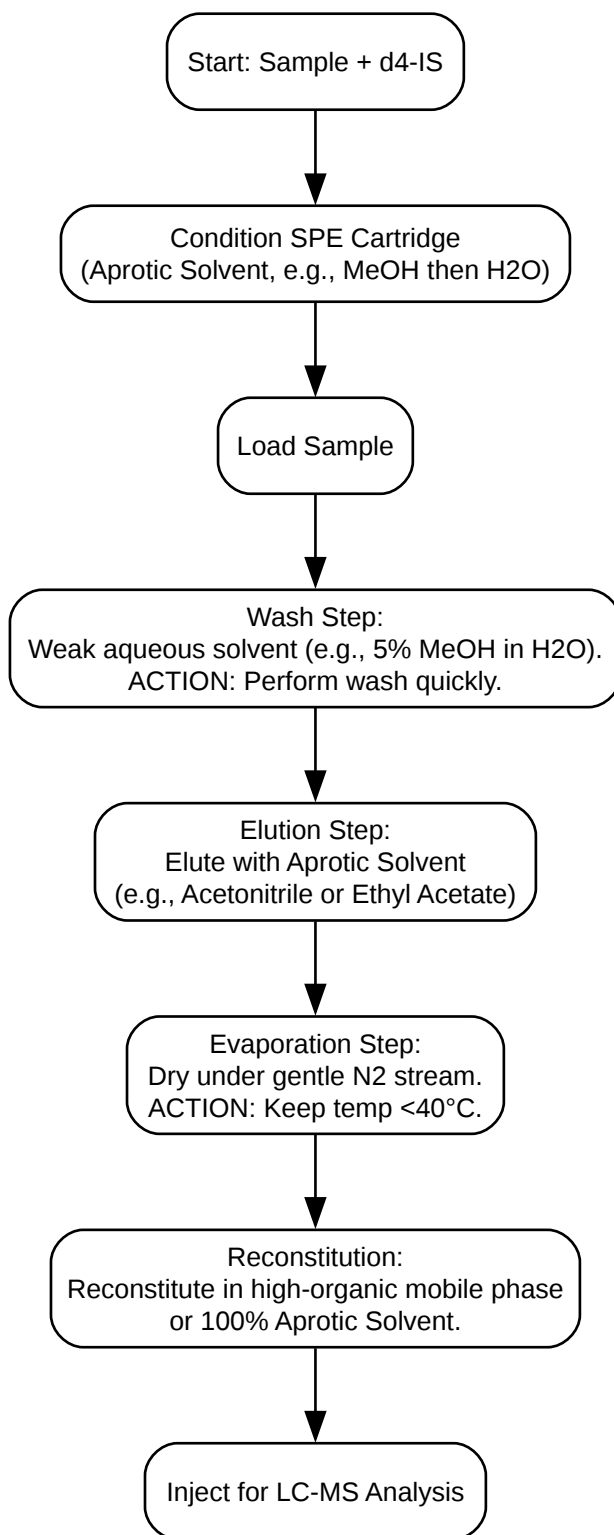 Start: Sample + d4-IS
Condition SPE Cartridge
(Aprotic Solvent, e.g., MeOH then H2O)
Load Sample
Wash Step:
Weak aqueous solvent (e.g., 5% MeOH in H2O).
ACTION: Perform wash quickly.
Elution Step:
Elute with Aprotic Solvent
(e.g., Acetonitrile or Ethyl Acetate)
Evaporation Step:
Dry under gentle N2 stream.
ACTION: Keep temp <40°C.
Reconstitution:
Reconstitute in high-organic mobile phase
or 100% Aprotic Solvent.
Inject for LC-MS Analysis